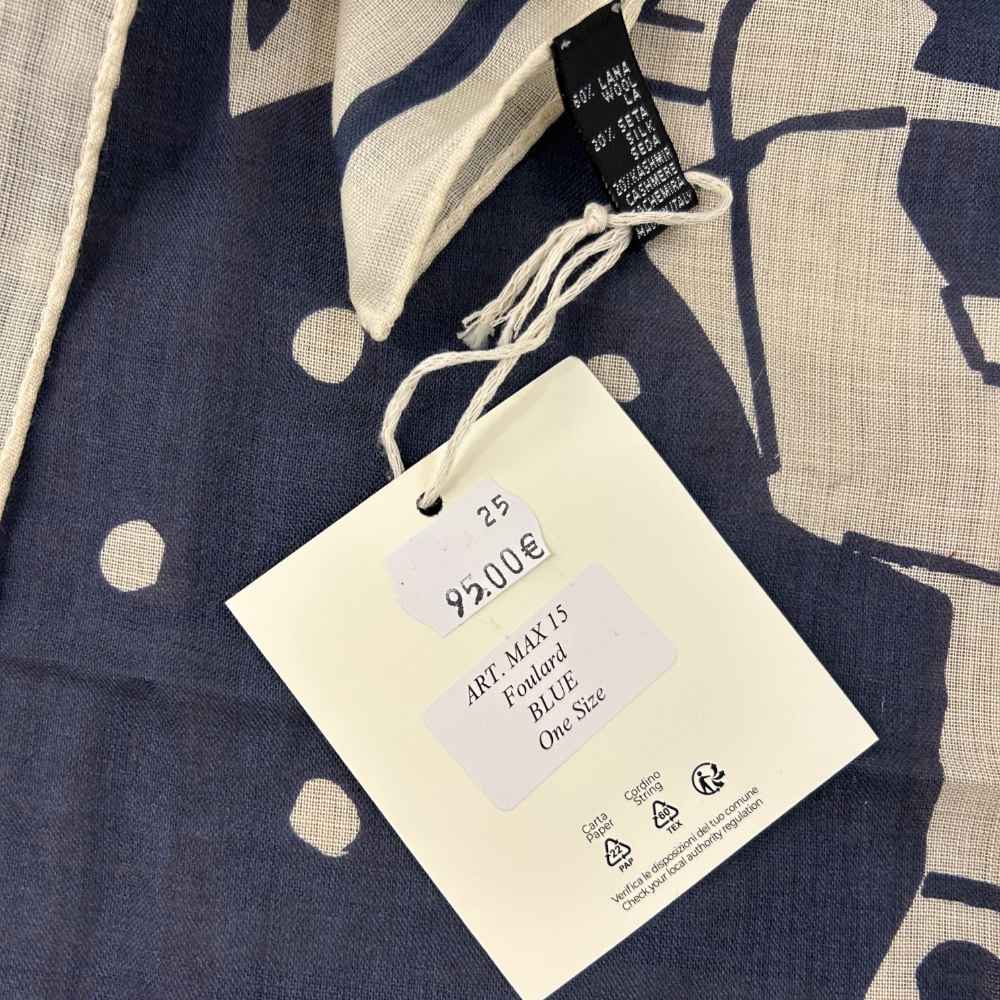 60% LANA
WOOL
LA
20% SETA
SILK
SEDA
20% KASHMIR
CASHMERE
25
95.00€
ART. MAX 15
Foulard
BLUE
One Size
Carta
Paper
22
PAP
Cordino
String
60
TEX
Verifica le disposizioni del tuo comune
Check your local authority regulation